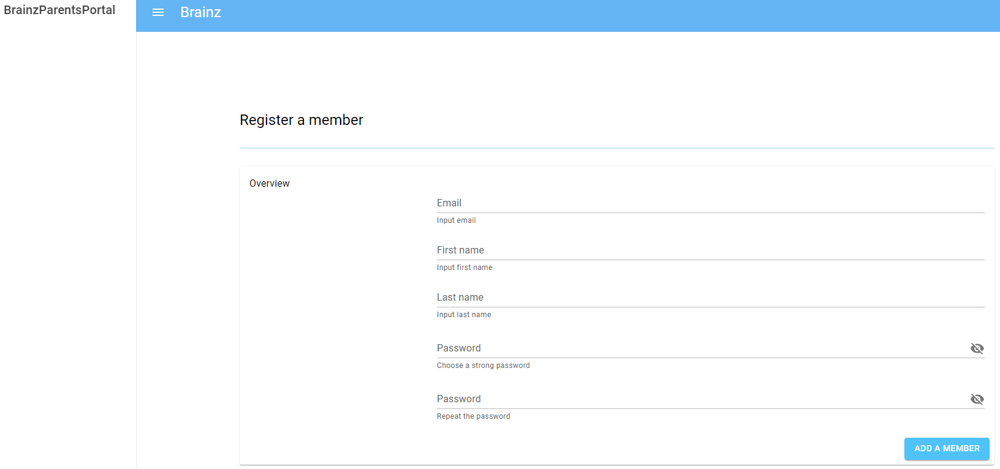 BrainzParentsPortal
Brainz
Register a member
Overview
Email
Input email
First name
Input first name
Last name
Input last name
Password
Choose a strong password
Password
Repeat the password
ADD A MEMBER